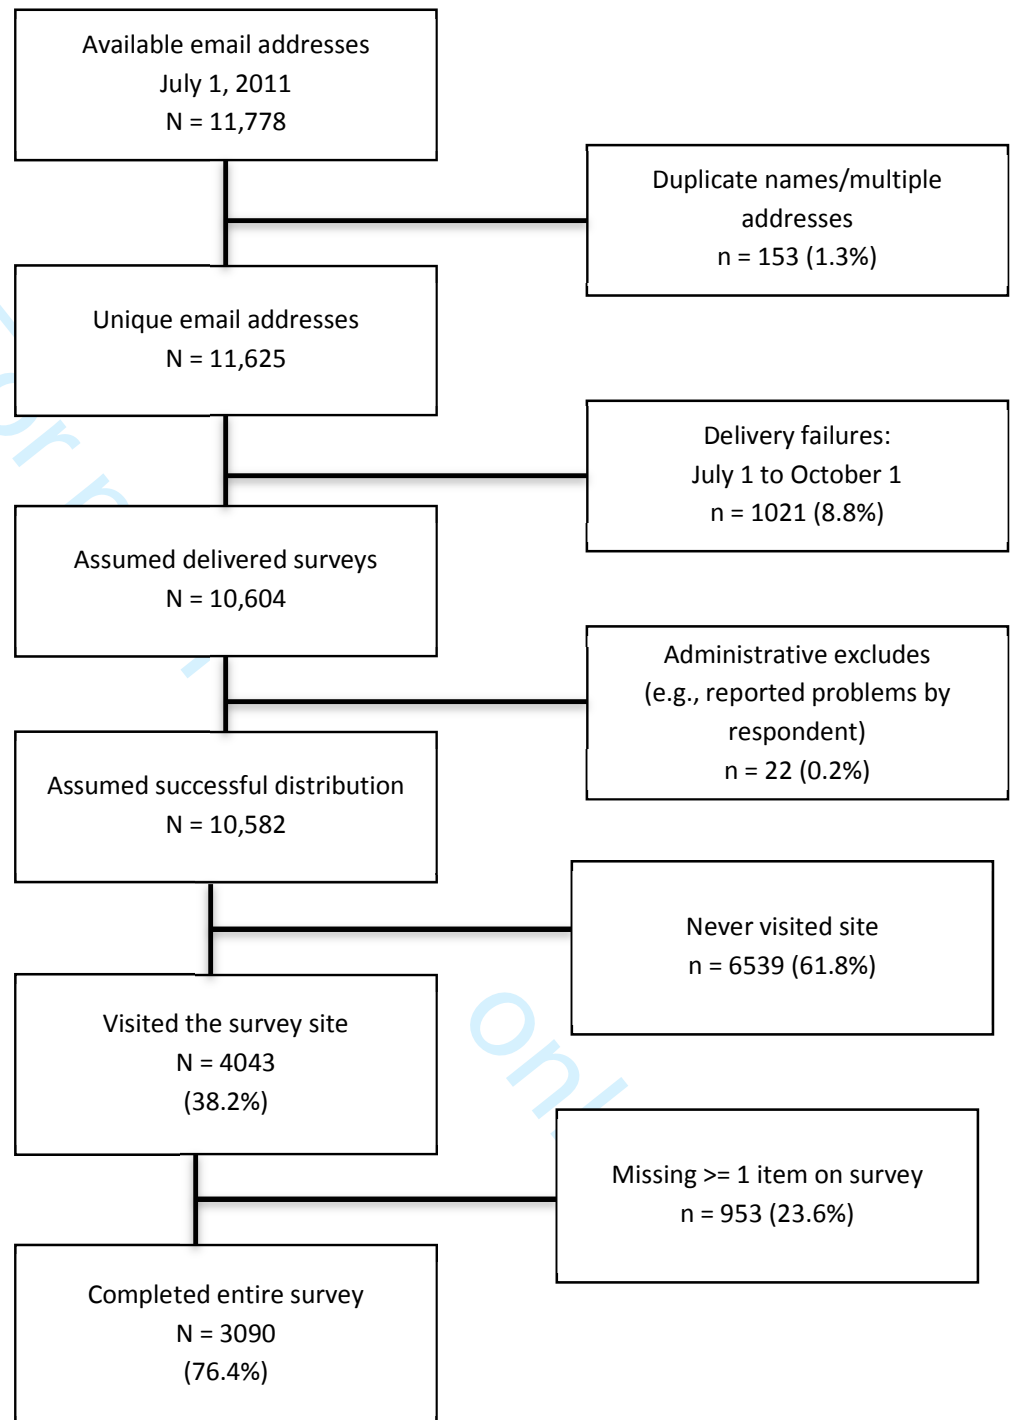 Available email addresses
July 1, 2011
N = 11,778
Duplicate names/multiple
addresses
n = 153 (1.3%)
Unique email addresses
N = 11,625
Delivery failures:
July 1 to October 1
n = 1021 (8.8%)
Assumed delivered surveys
N = 10,604
Administrative excludes
(e.g., reported problems by
respondent)
n = 22 (0.2%)
Assumed successful distribution
N = 10,582
Never visited site
n = 6539 (61.8%)
Visited the survey site
N = 4043
(38.2%)
Missing >= 1 item on survey
n = 953 (23.6%)
Completed entire survey
N = 3090
(76.4%)